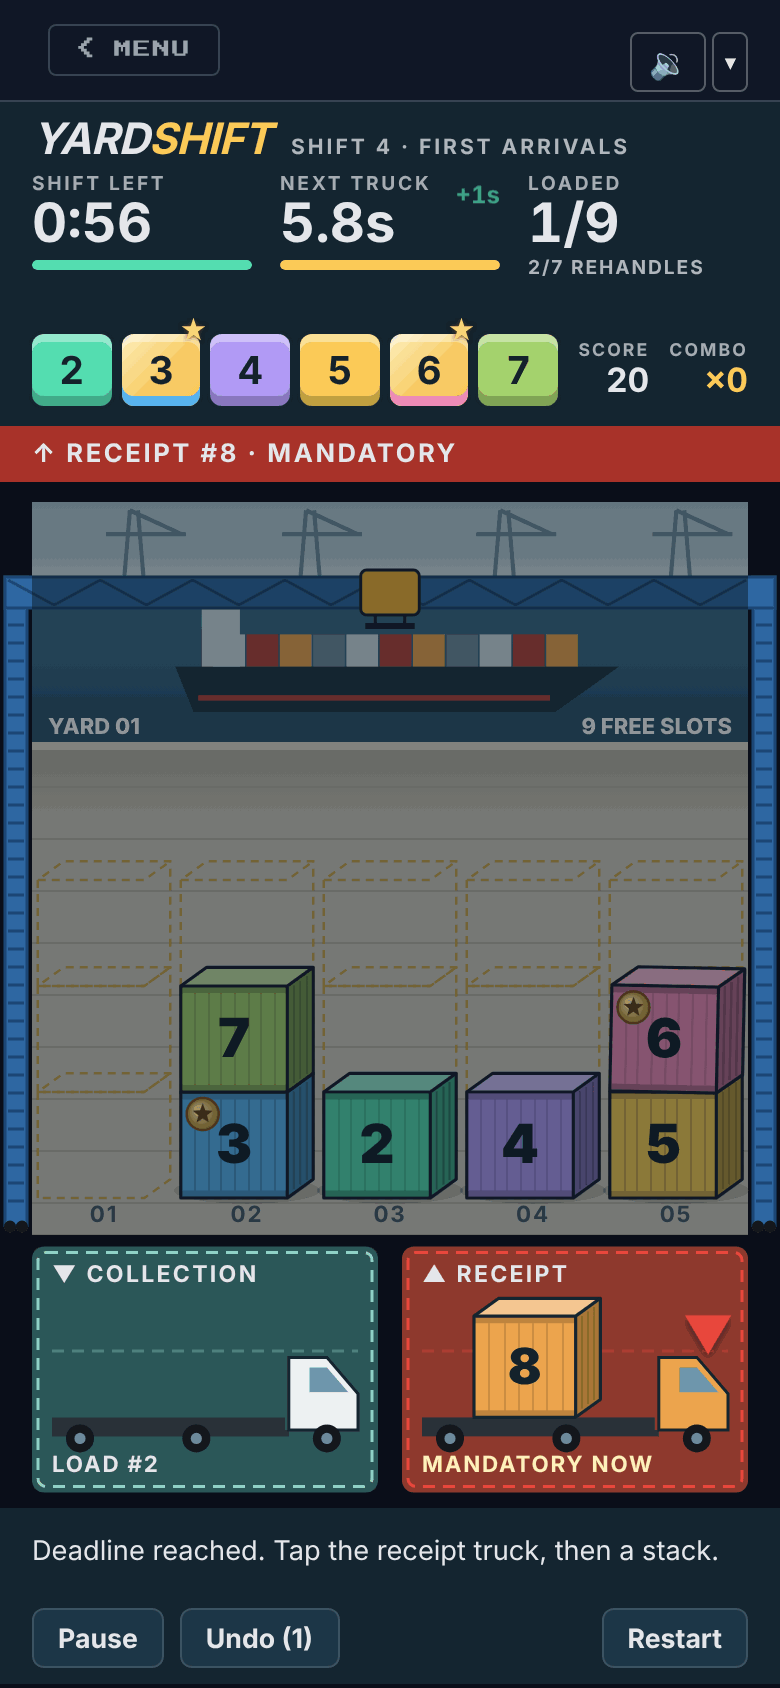 MENU
YARDSHIFT SHIFT 4 · FIRST ARRIVALS
SHIFT LEFT NEXT TRUCK +1s LOADED
0:56 5.8s 1/9
2/7 REHANDLES
2 3 4 5 6 7
SCORE COMBO
20 ×0
↑ RECEIPT #8 · MANDATORY
YARD 01 9 FREE SLOTS
7 6
3 2 4 5
01 02 03 04 05
▼ COLLECTION
LOAD #2
▲ RECEIPT
8
MANDATORY NOW
Deadline reached. Tap the receipt truck, then a stack.
Pause Undo (1) Restart